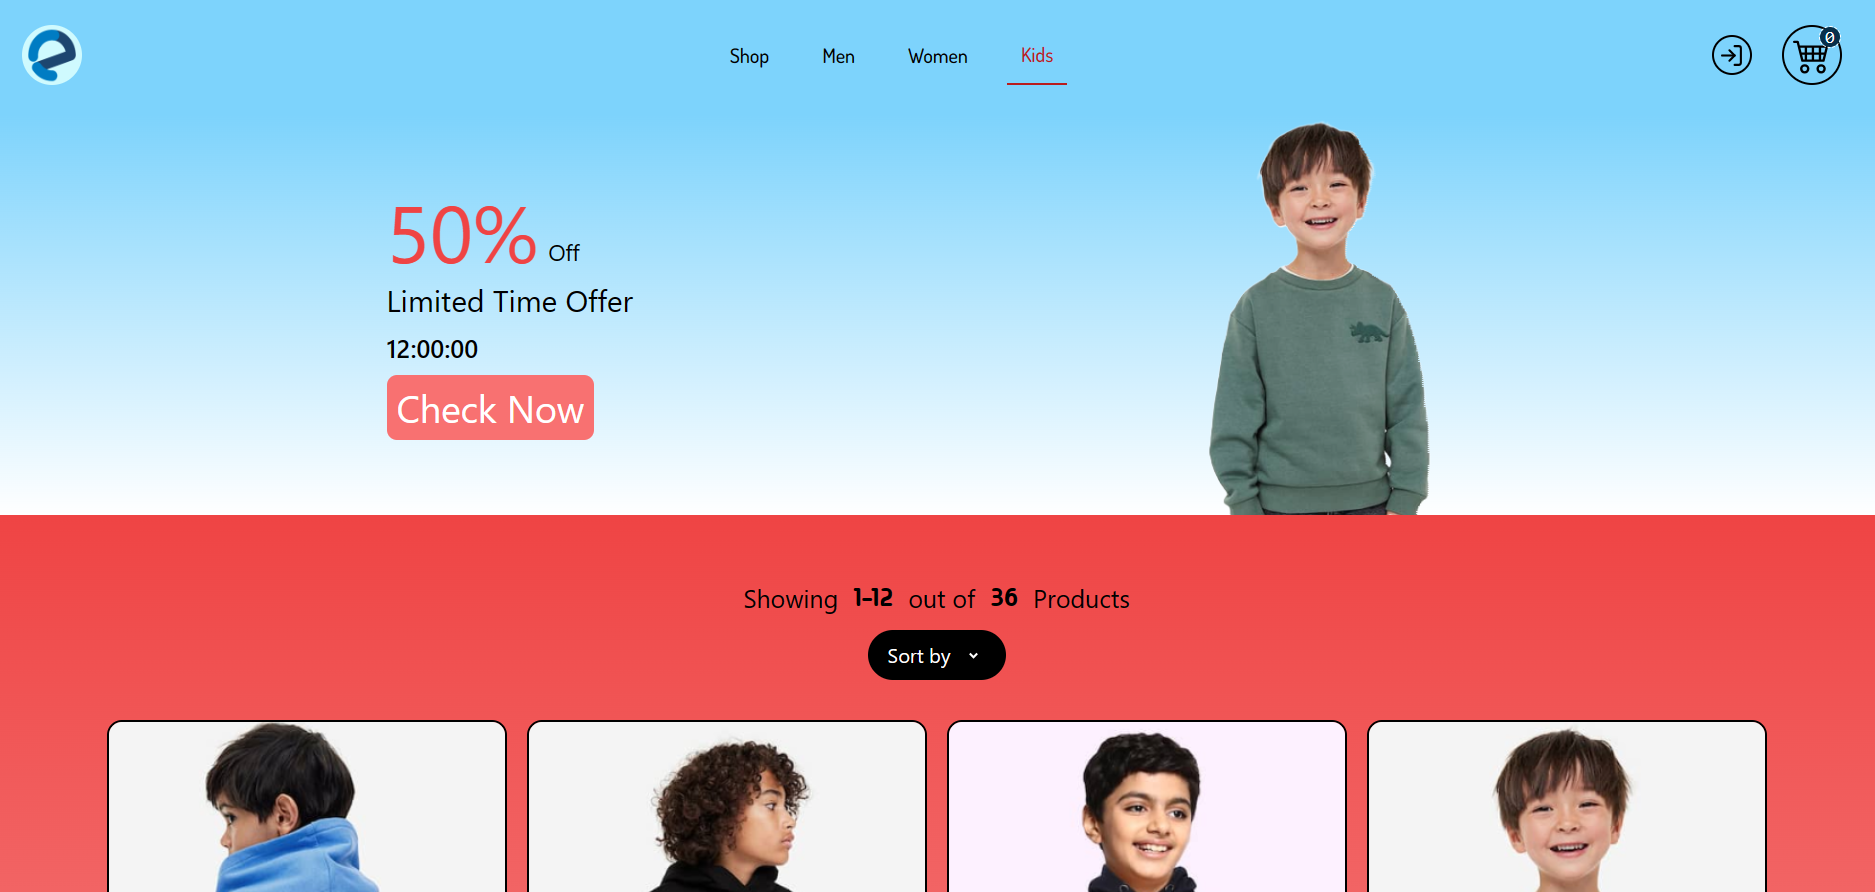 Shop Men Women Kids
0
50% Off
Limited Time Offer
12:00:00
Check Now
Showing 1-12 out of 36 Products
Sort by